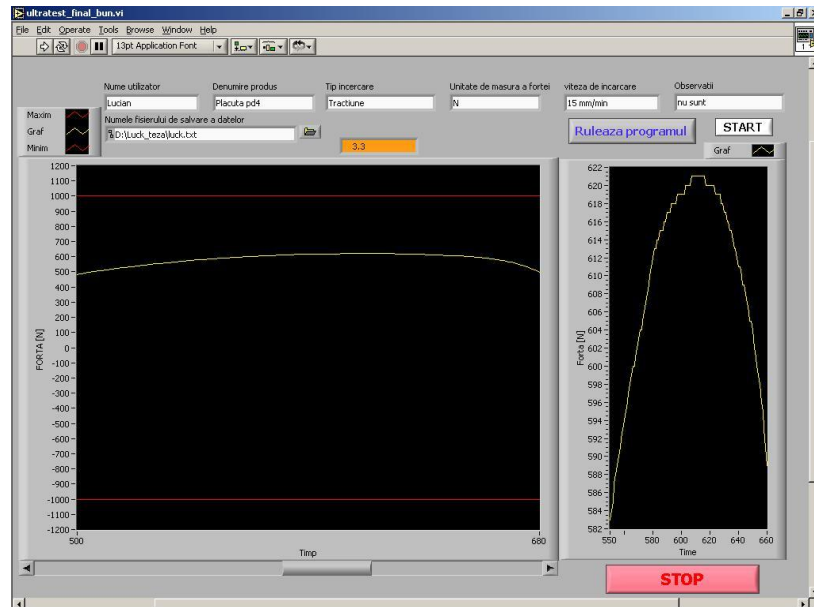 ultratest_final_bun.vi
File Edit Operate Tools Browse Window Help
13pt Application Font
1
Nume utilizator Denumire produs Tip incercare Unitate de masura a fortei viteza de incarcare Observatii
Lucian Placuta pd4 Tractiune N 15 mm/min nu sunt
Maxim
Graf
Minim
Numele fisierului de salvare a datelor
D:\Luck_teza\luck.txt
3.3
Ruleaza programul
START
Graf
FORTA [N]
1200
1100
1000
900
800
700
600
500
400
300
200
100
0
-100
-200
-300
-400
-500
-600
-700
-800
-900
-1000
-1100
-1200
500 680
Timp
Forta [N]
622
620
618
616
614
612
610
608
606
604
602
600
598
596
594
592
590
588
586
584
582
550 580 600 620 640 660
Time
STOP